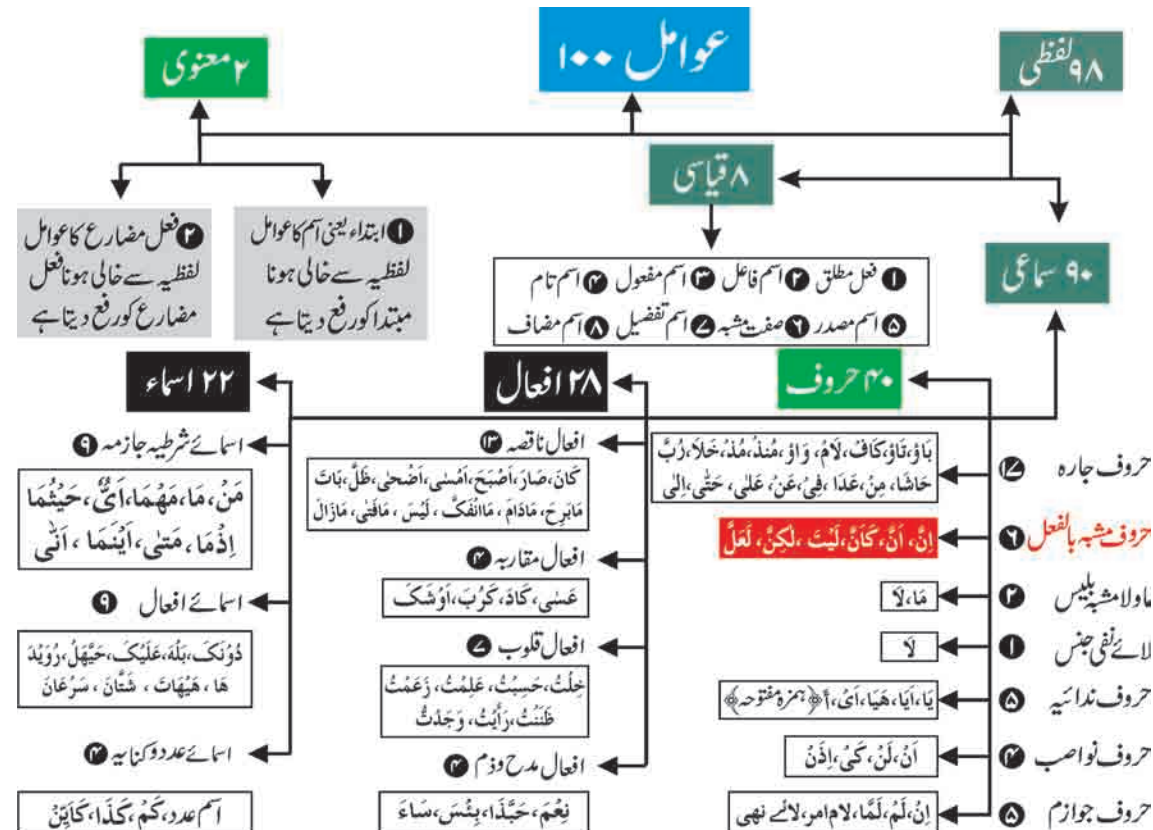 عوامل ۱۰۰
۹۸ لفظی
۲ معنوی
۸ قیاسی
۹۰ سماعی
❶ ابتداء یعنی اسم کا عوامل
لفظیہ سے خالی ہونا
مبتدا کو رفع دیتا ہے
❷ فعل مضارع کا عوامل
لفظیہ سے خالی ہونا فعل
مضارع کو رفع دیتا ہے
❶ فعل مطلق ❷ اسم فاعل ❸ اسم مفعول ❹ اسم تام
❺ اسم مصدر ❻ صفت مشبہ ❼ اسم تفضیل ❽ اسم مضاف
۴۰ حروف
حروف جارہ ⓱
بَاؤ، تَاؤ، کَافْ، لَامُ، وَاوْ، مُنذُ، مُذْ، خَلَا، رُبَّ
حَاشَا، مِنْ، عَدَا، فِیْ، عَنْ، عَلٰی، حَتّٰی، اِلٰی
حروف مشبہ بالفعل ❻
اِنَّ، اَنَّ، کَاَنَّ، لَیْتَ، لٰکِنَّ، لَعَلَّ
ماولا مشبہ بلیس ❷
مَا، لَا
لائے نفی جنس ❶
لَا
حروف ندائیہ ❺
یَا، اَیَا، هَیَا، اَیْ، أَ﴿ہمزہ مفتوحہ﴾
حروف نواصب ❹
اَنْ، لَنْ، کَیْ، اِذَنْ
حروف جوازم ❺
اِنْ، لَمْ، لَمَّا، لام امر، لائے نهی
۲۸ افعال
افعال ناقصہ ⓭
کَانَ، صَارَ، اَصْبَحَ، اَمْسٰی، اَضْحٰی، ظَلَّ، بَاتَ
مَابَرِحَ، مَادَامَ، مَاانْفَکَّ، لَیْسَ، مَافَتٰی، مَازَالَ
افعال مقاربہ ❹
عَسٰی، کَادَ، کَرُبَ، اَوْشَکَ
افعال قلوب ❼
خِلْتُ، حَسِبْتُ، عَلِمْتُ، زَعَمْتُ
ظَنَنْتُ، رَأَیْتُ، وَجَدْتُ
افعال مدح وذم ❹
نِعْمَ، حَبَّذَا، بِئْسَ، سَاءَ
۲۲ اسماء
اسمائے شرطیہ جازمہ ❾
مَنْ، مَا، مَهْمَا، اَیٌّ، حَیْثُمَا
اِذْمَا، مَتٰی، اَیْنَمَا، اَنّٰی
اسمائے افعال ❾
دُوْنَکَ، بَلْهَ، عَلَیْکَ، حَیَّهَلْ، رُوَیْدَ
هَا، هَیْهَاتَ، شَتَّانَ، سَرْعَانَ
اسمائے عدد وکنایہ ❹
اسم عدد، کَمْ، کَذَا، کَاَیِّنْ